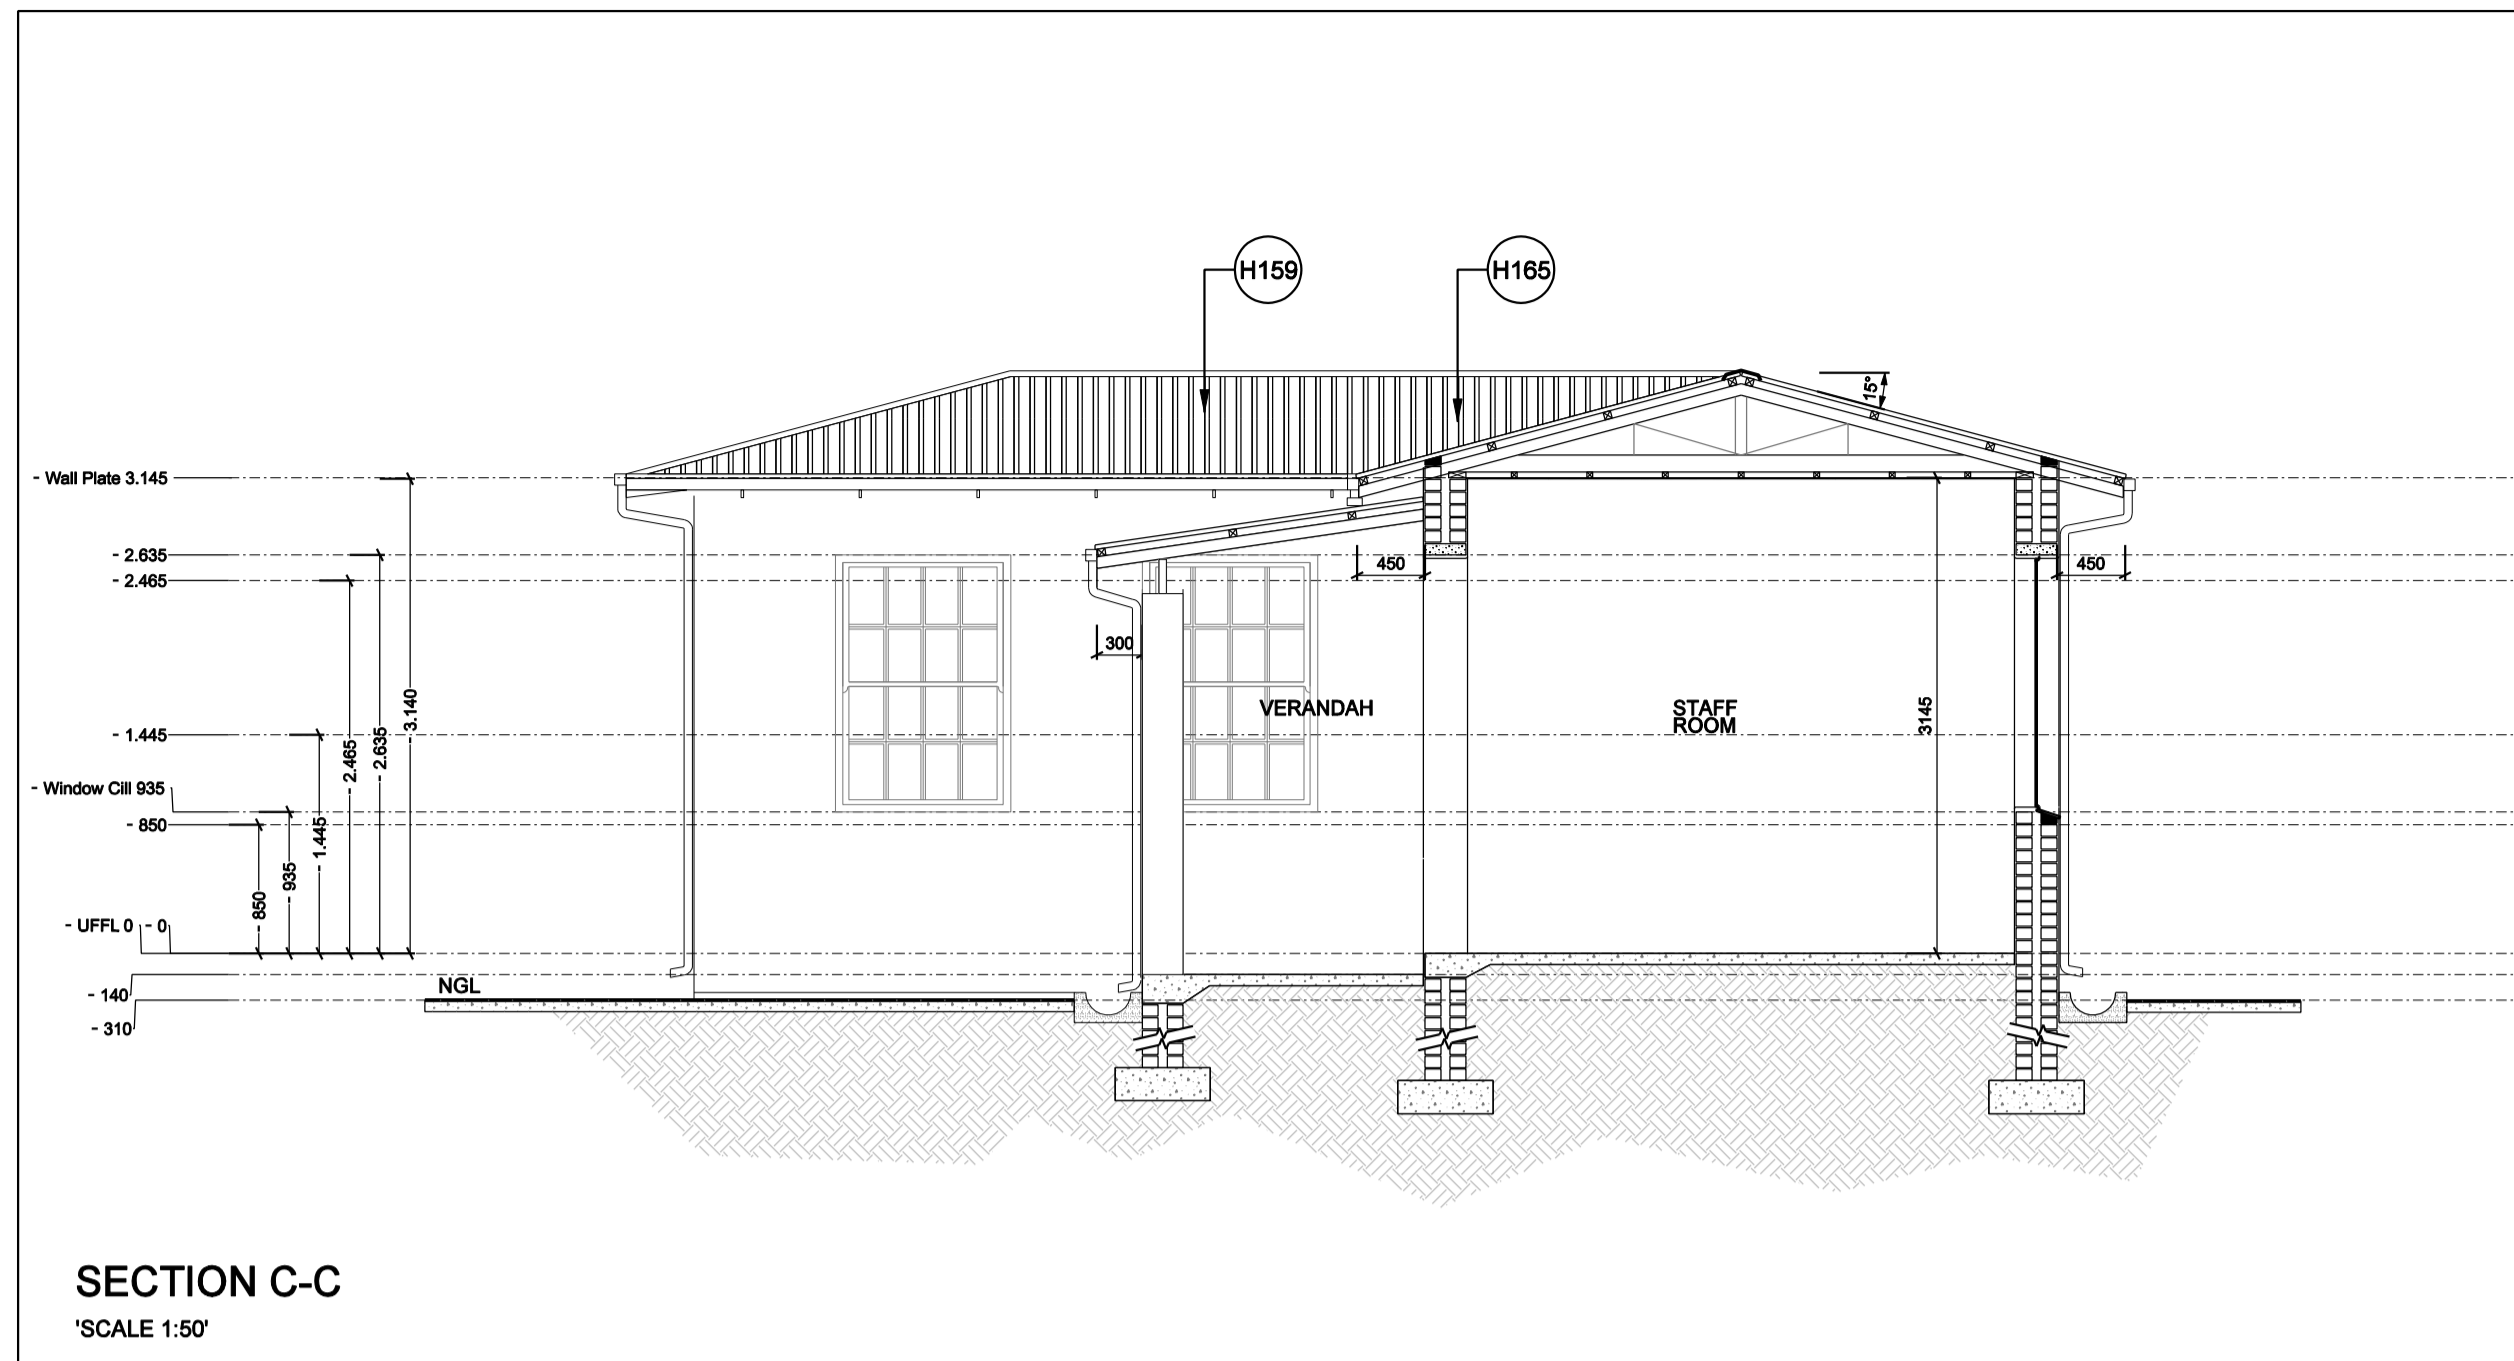 H159
H165
15°
- Wall Plate 3.145
- 2.635
- 2.465
450
450
300
3.140
VERANDAH
STAFF
ROOM
3145
- 1.445
- 2.465
- 2.635
- Window Cill 935
- 850
- 1.445
- 935
- 850
- UFFL 0 - 0
NGL
- 140
- 310
SECTION C-C
'SCALE 1:50'